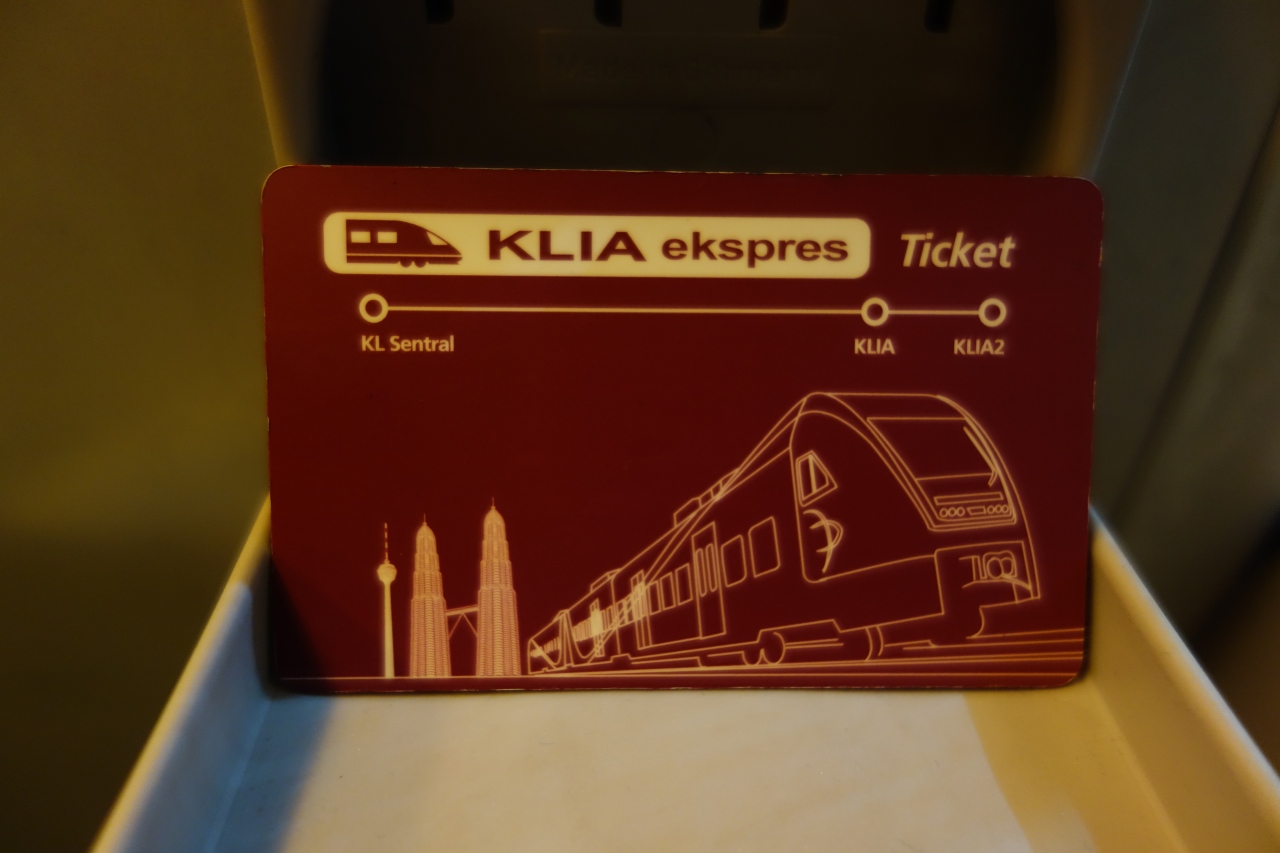 KLIA ekspres Ticket
KL Sentral KLIA KLIA2